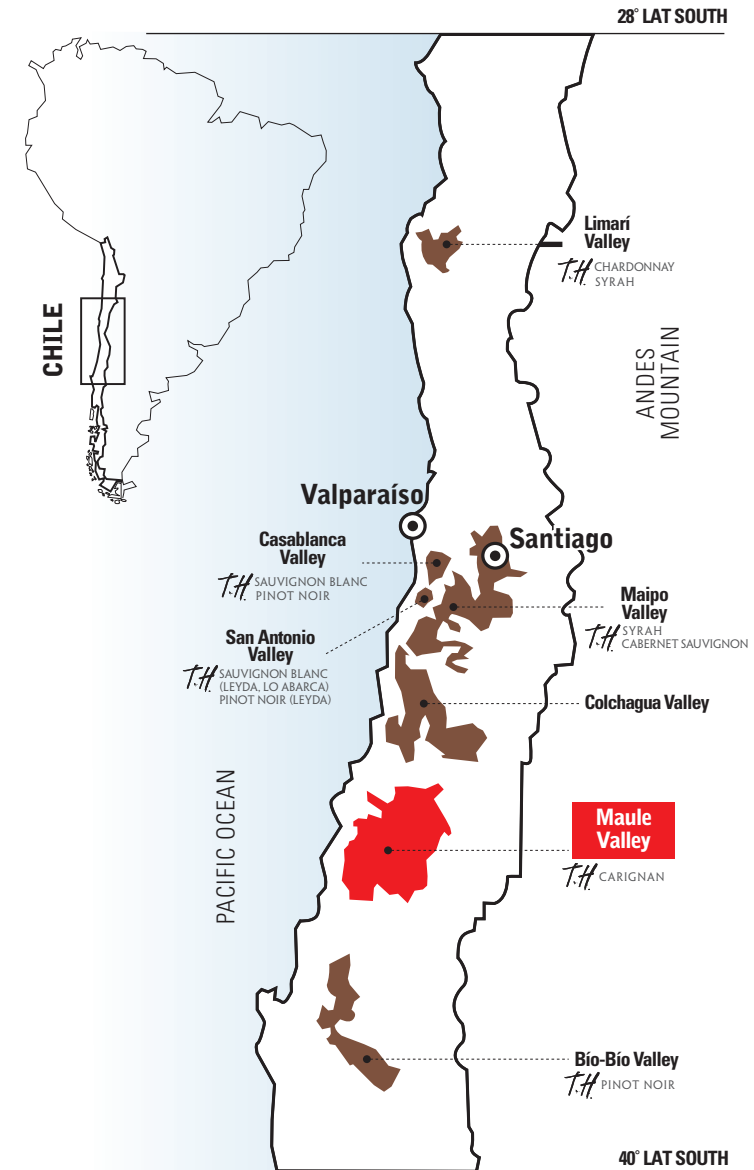 28° LAT SOUTH
Limarí
Valley
T.H. CHARDONNAY
SYRAH
CHILE
ANDES
MOUNTAIN
Valparaíso
Santiago
Casablanca
Valley
T.H. SAUVIGNON BLANC
PINOT NOIR
Maipo
Valley
T.H. SYRAH
CABERNET SAUVIGNON
San Antonio
Valley
T.H. SAUVIGNON BLANC
(LEYDA, LO ABARCA)
PINOT NOIR (LEYDA)
Colchagua Valley
PACIFIC OCEAN
Maule
Valley
T.H. CARIGNAN
Bío-Bío Valley
T.H. PINOT NOIR
40° LAT SOUTH